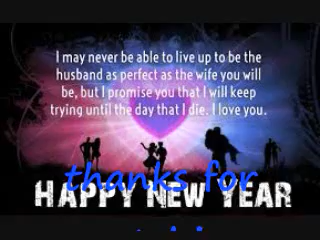 I may never be able to live up to be the
husband as perfect as the wife you will
be, but I promise you that I will keep
trying until the day that I die. I love you.
thanks for
HAPPY NEW YEAR